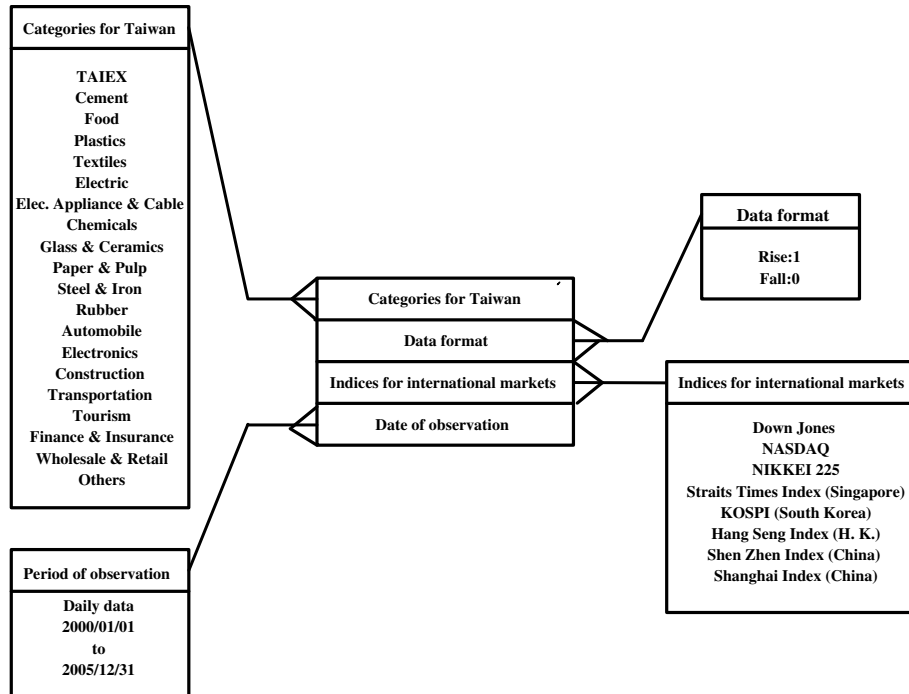 Categories for Taiwan
TAIEX
Cement
Food
Plastics
Textiles
Electric
Elec. Appliance & Cable
Chemicals
Glass & Ceramics
Paper & Pulp
Steel & Iron
Rubber
Automobile
Electronics
Construction
Transportation
Tourism
Finance & Insurance
Wholesale & Retail
Others
Period of observation
Daily data
2000/01/01
to
2005/12/31
Categories for Taiwan
Data format
Indices for international markets
Date of observation
Data format
Rise:1
Fall:0
Indices for international markets
Down Jones
NASDAQ
NIKKEI 225
Straits Times Index (Singapore)
KOSPI (South Korea)
Hang Seng Index (H. K.)
Shen Zhen Index (China)
Shanghai Index (China)